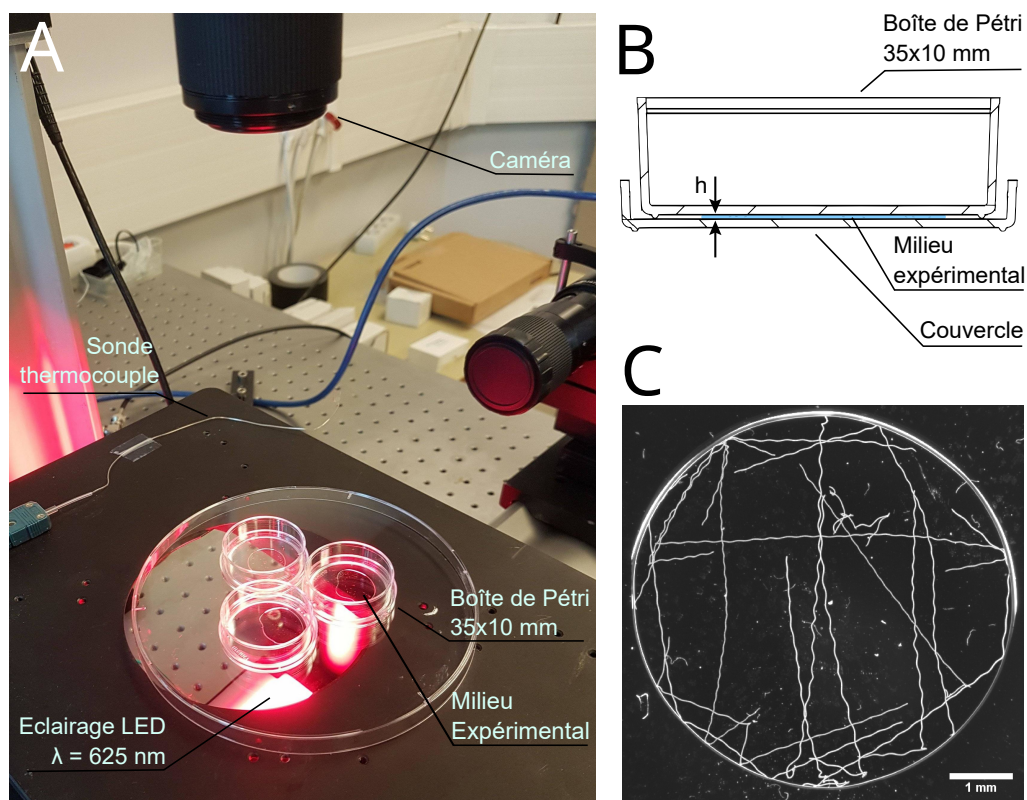 A
Caméra
Sonde
thermocouple
Boîte de Pétri
35x10 mm
Milieu
Expérimental
Eclairage LED
λ = 625 nm
B
Boîte de Pétri
35x10 mm
h
Milieu
expérimental
Couvercle
C
1 mm